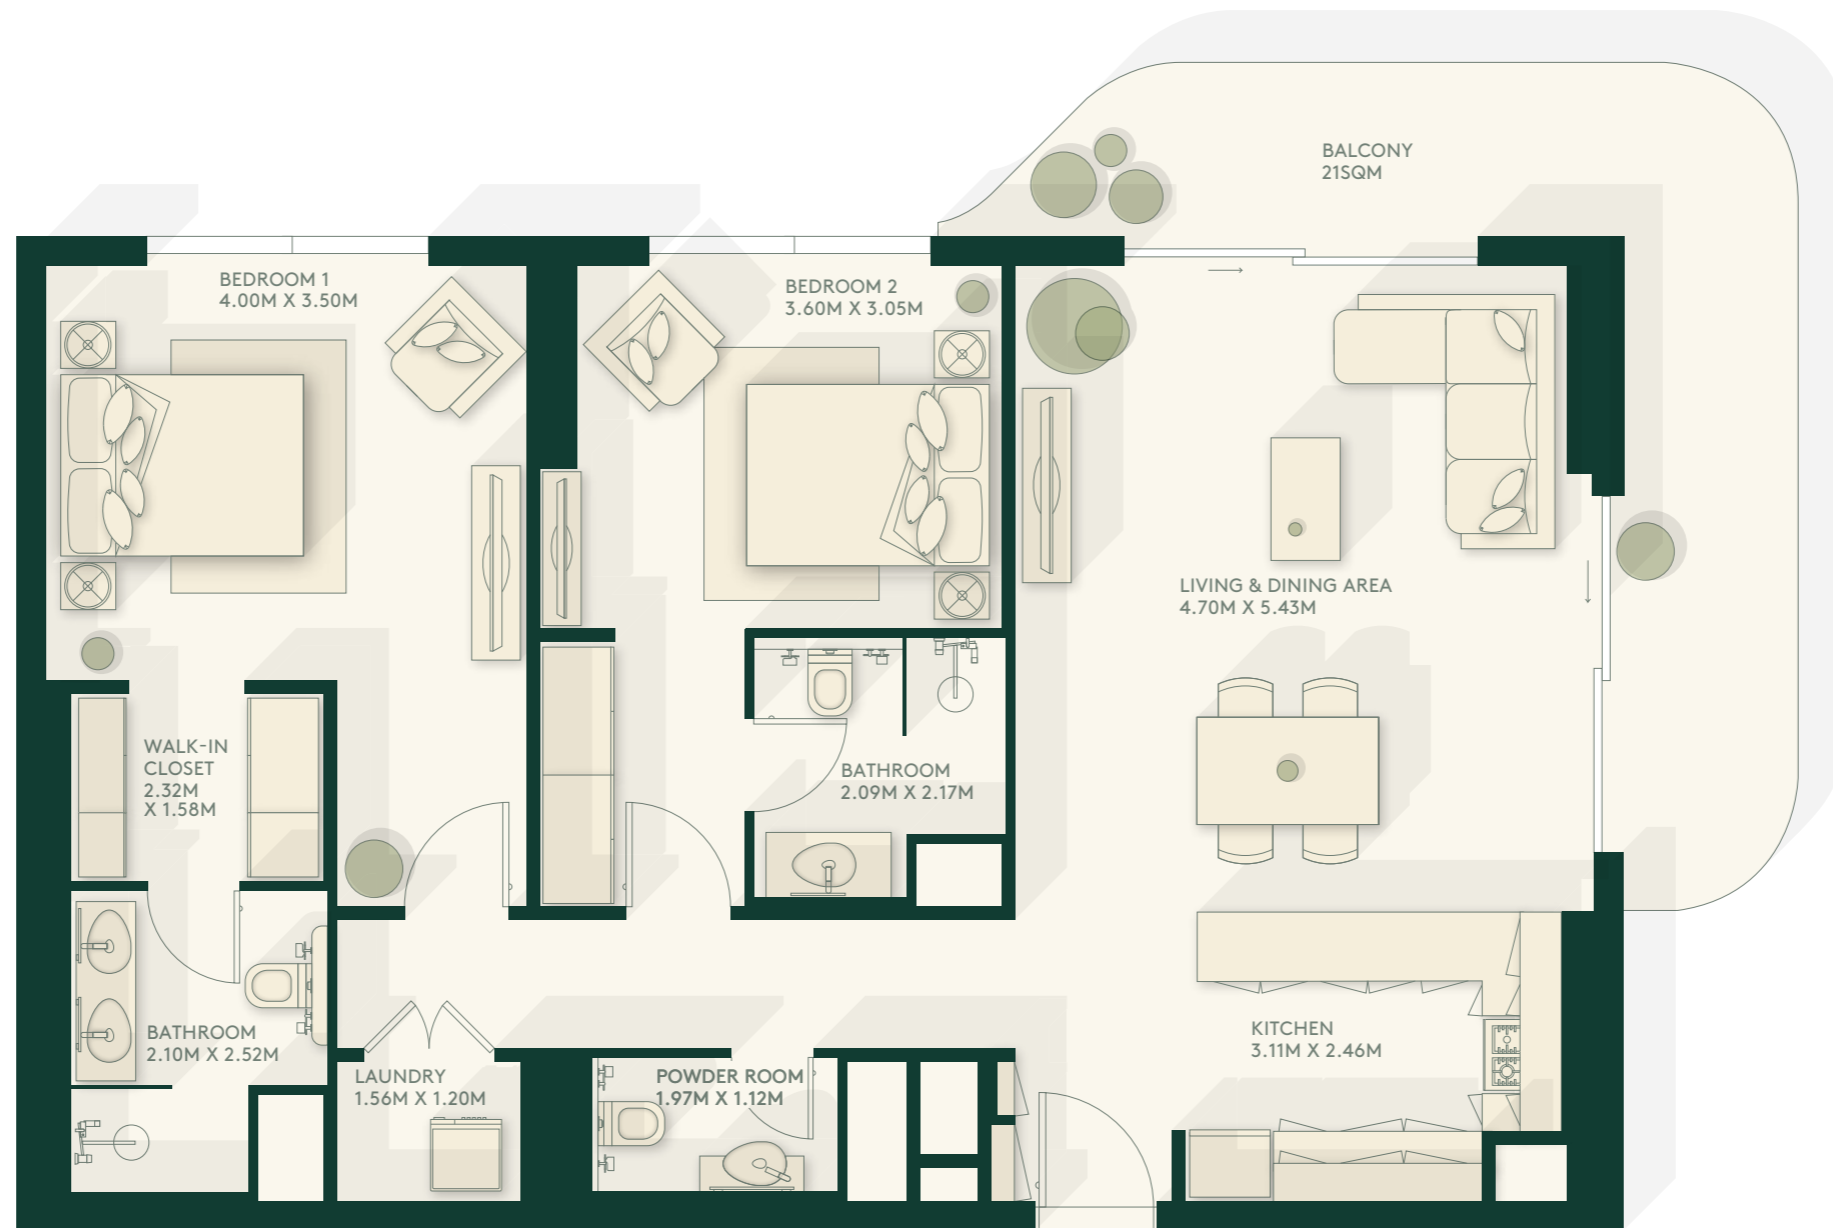 BALCONY
21SQM
BEDROOM 1
4.00M X 3.50M
BEDROOM 2
3.60M X 3.05M
LIVING & DINING AREA
4.70M X 5.43M
WALK-IN
CLOSET
2.32M
X 1.58M
BATHROOM
2.09M X 2.17M
BATHROOM
2.10M X 2.52M
KITCHEN
3.11M X 2.46M
LAUNDRY
1.56M X 1.20M
POWDER ROOM
1.97M X 1.12M